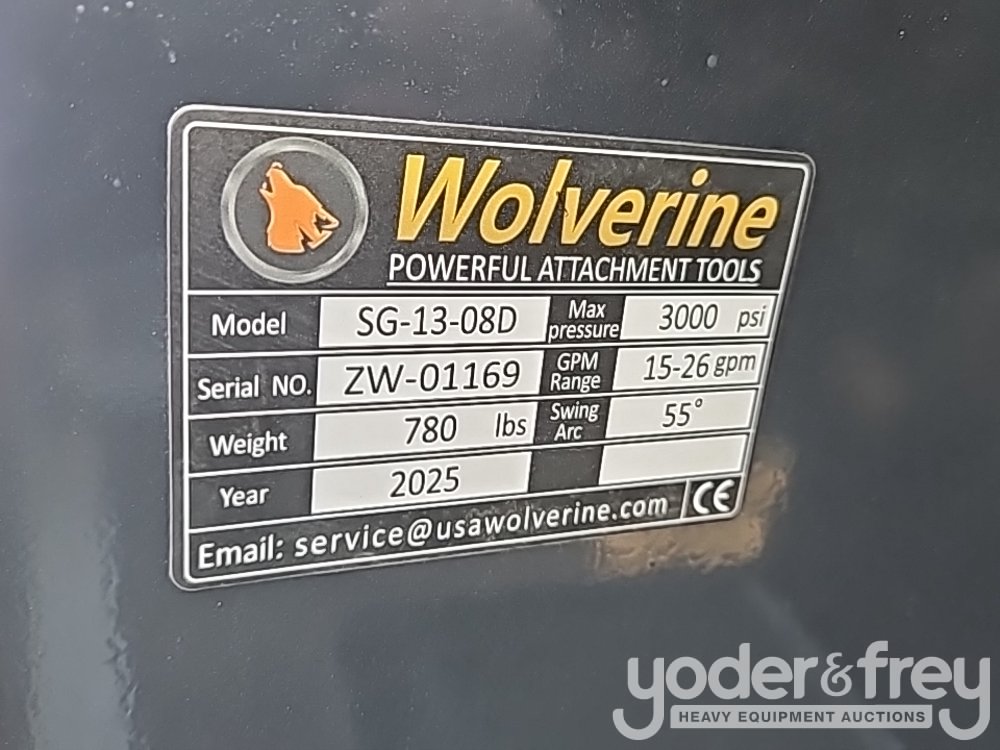 Wolverine
POWERFUL ATTACHMENT TOOLS
Model SG-13-08D Max pressure 3000 psi
Serial NO. ZW-01169 GPM Range 15-26 gpm
Weight 780 lbs Swing Arc 55°
Year 2025
Email: service@usawolverine.com CE
yoder&frey
HEAVY EQUIPMENT AUCTIONS